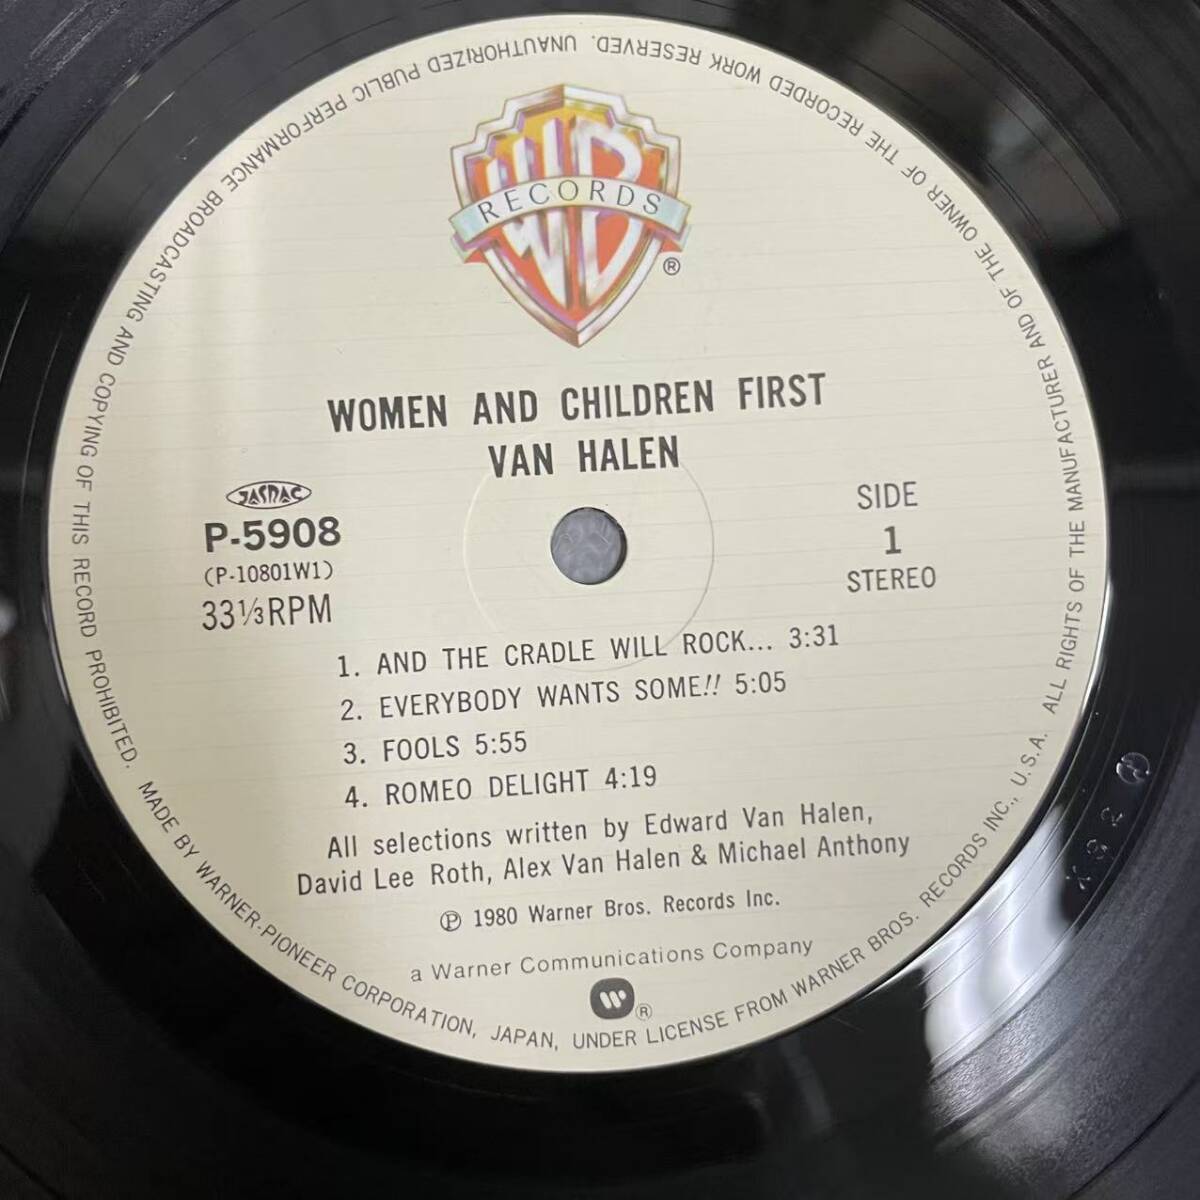 WB
RECORDS
®
WOMEN AND CHILDREN FIRST
VAN HALEN
JASRAC
P-5908
(P-10801W1)
33⅓RPM
SIDE
1
STEREO
1. AND THE CRADLE WILL ROCK... 3:31
2. EVERYBODY WANTS SOME!! 5:05
3. FOOLS 5:55
4. ROMEO DELIGHT 4:19
All selections written by Edward Van Halen,
David Lee Roth, Alex Van Halen & Michael Anthony
℗ 1980 Warner Bros. Records Inc.
a Warner Communications Company
®
MADE BY WARNER-PIONEER CORPORATION, JAPAN, UNDER LICENSE FROM WARNER BROS. RECORDS INC., U.S.A. ALL RIGHTS OF THE MANUFACTURER AND OF THE OWNER OF THE RECORDED WORK RESERVED. UNAUTHORIZED PUBLIC PERFORMANCE BROADCASTING AND COPYING OF THIS RECORD PROHIBITED.